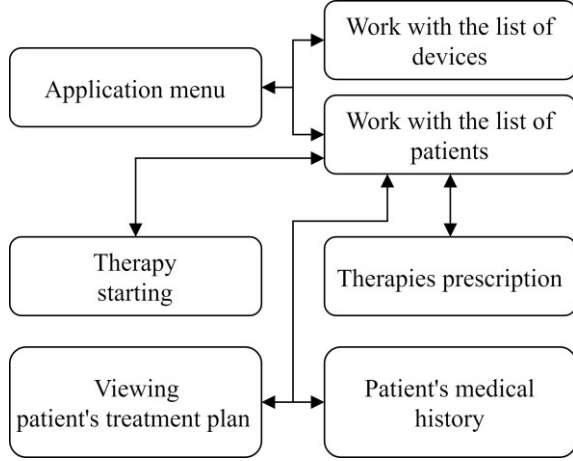 Work with the list of
devices
Application menu
Work with the list of
patients
Therapy
starting
Therapies prescription
Viewing
patient's treatment plan
Patient's medical
history